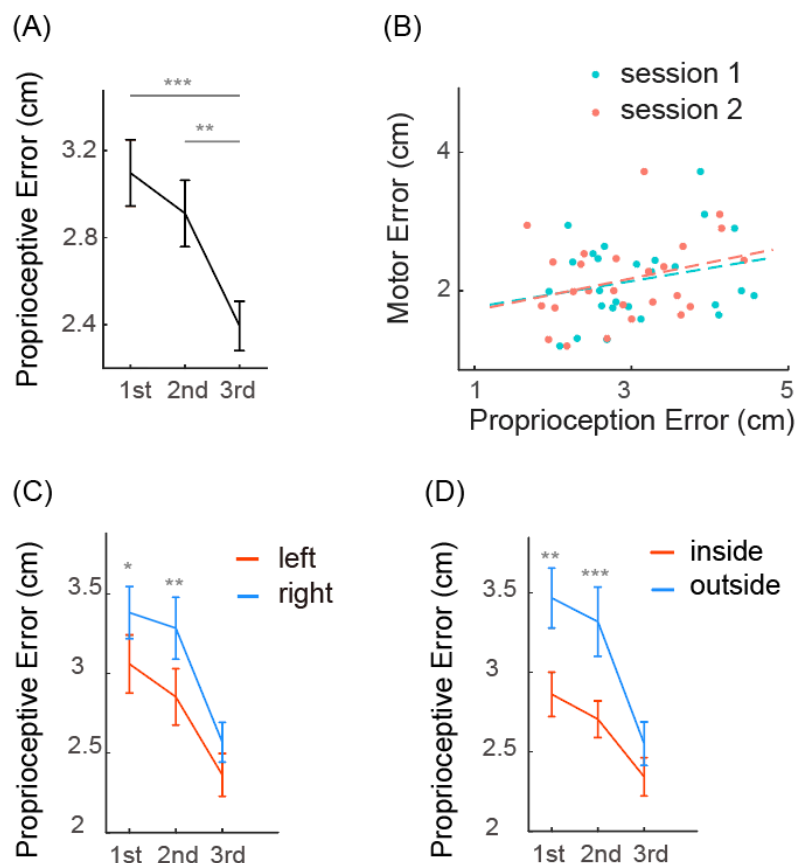 (A)
Proprioceptive Error (cm)
3.2
2.8
2.4
***
**
1st 2nd 3rd
(B)
session 1
session 2
Motor Error (cm)
4
2
1 3 5
Proprioception Error (cm)
(C)
Proprioceptive Error (cm)
3.5
3
2.5
2
*
**
left
right
1st 2nd 3rd
(D)
Proprioceptive Error (cm)
3.5
3
2.5
2
**
***
inside
outside
1st 2nd 3rd